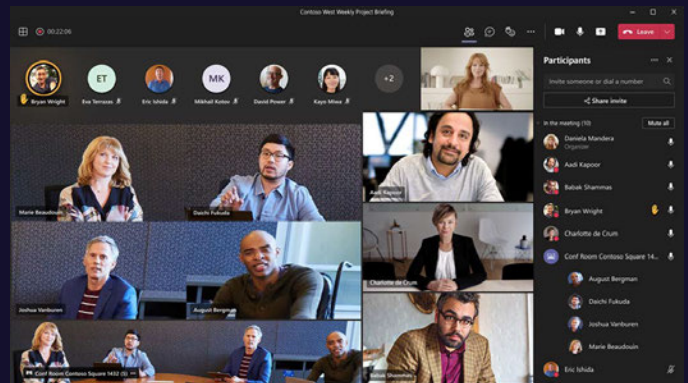 Contoso West Weekly Project Briefing
00:22:06
Leave
Bryan Wright
ET
Eva Terrazas
Eric Ishida
MK
Mikhail Kotov
David Power
Kayo Miwa
+2
Marie Beaudouin
Daichi Fukuda
Aadi Kapoor
Joshua Vanburen
August Bergman
Charlotte de Crum
Conf Room Contoso Square 1432 (5)
Babak Shammas
Participants
Invite someone or dial a number
Share invite
In the meeting (10)
Mute all
Daniela Mandera
Organizer
Aadi Kapoor
Babak Shammas
Bryan Wright
Charlotte de Crum
Conf Room Contoso Square 14...
August Bergman
Daichi Fukuda
Joshua Vanburen
Marie Beaudouin
Eric Ishida